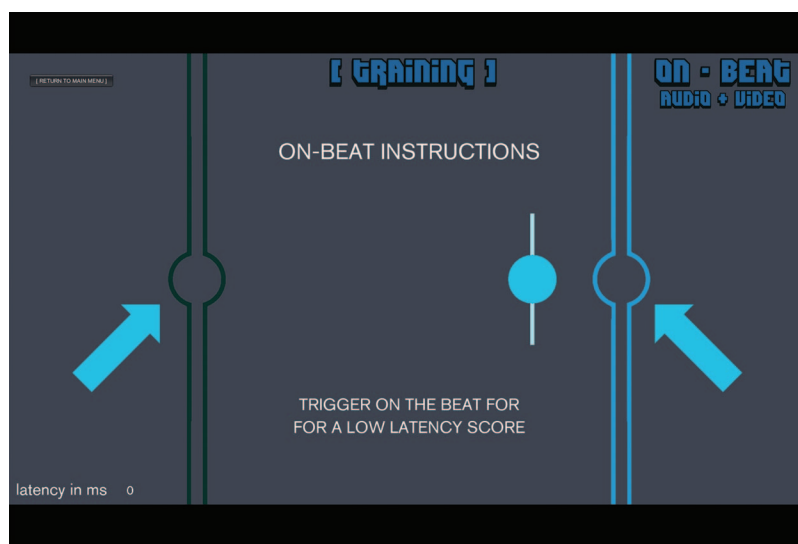 [ TRAINING ]
ON - BEAT
AUDIO + VIDEO
[ RETURN TO MAIN MENU ]
ON-BEAT INSTRUCTIONS
TRIGGER ON THE BEAT FOR
FOR A LOW LATENCY SCORE
latency in ms 0